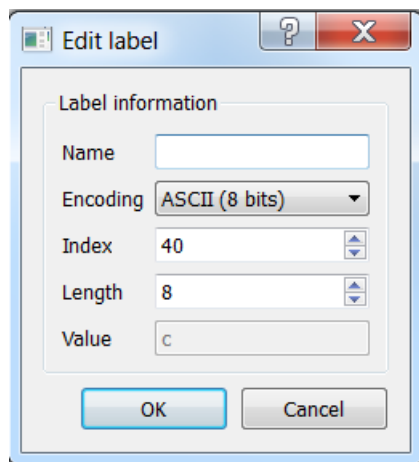 Edit label
Label information
Name
Encoding ASCII (8 bits)
Index 40
Length 8
Value c
OK Cancel